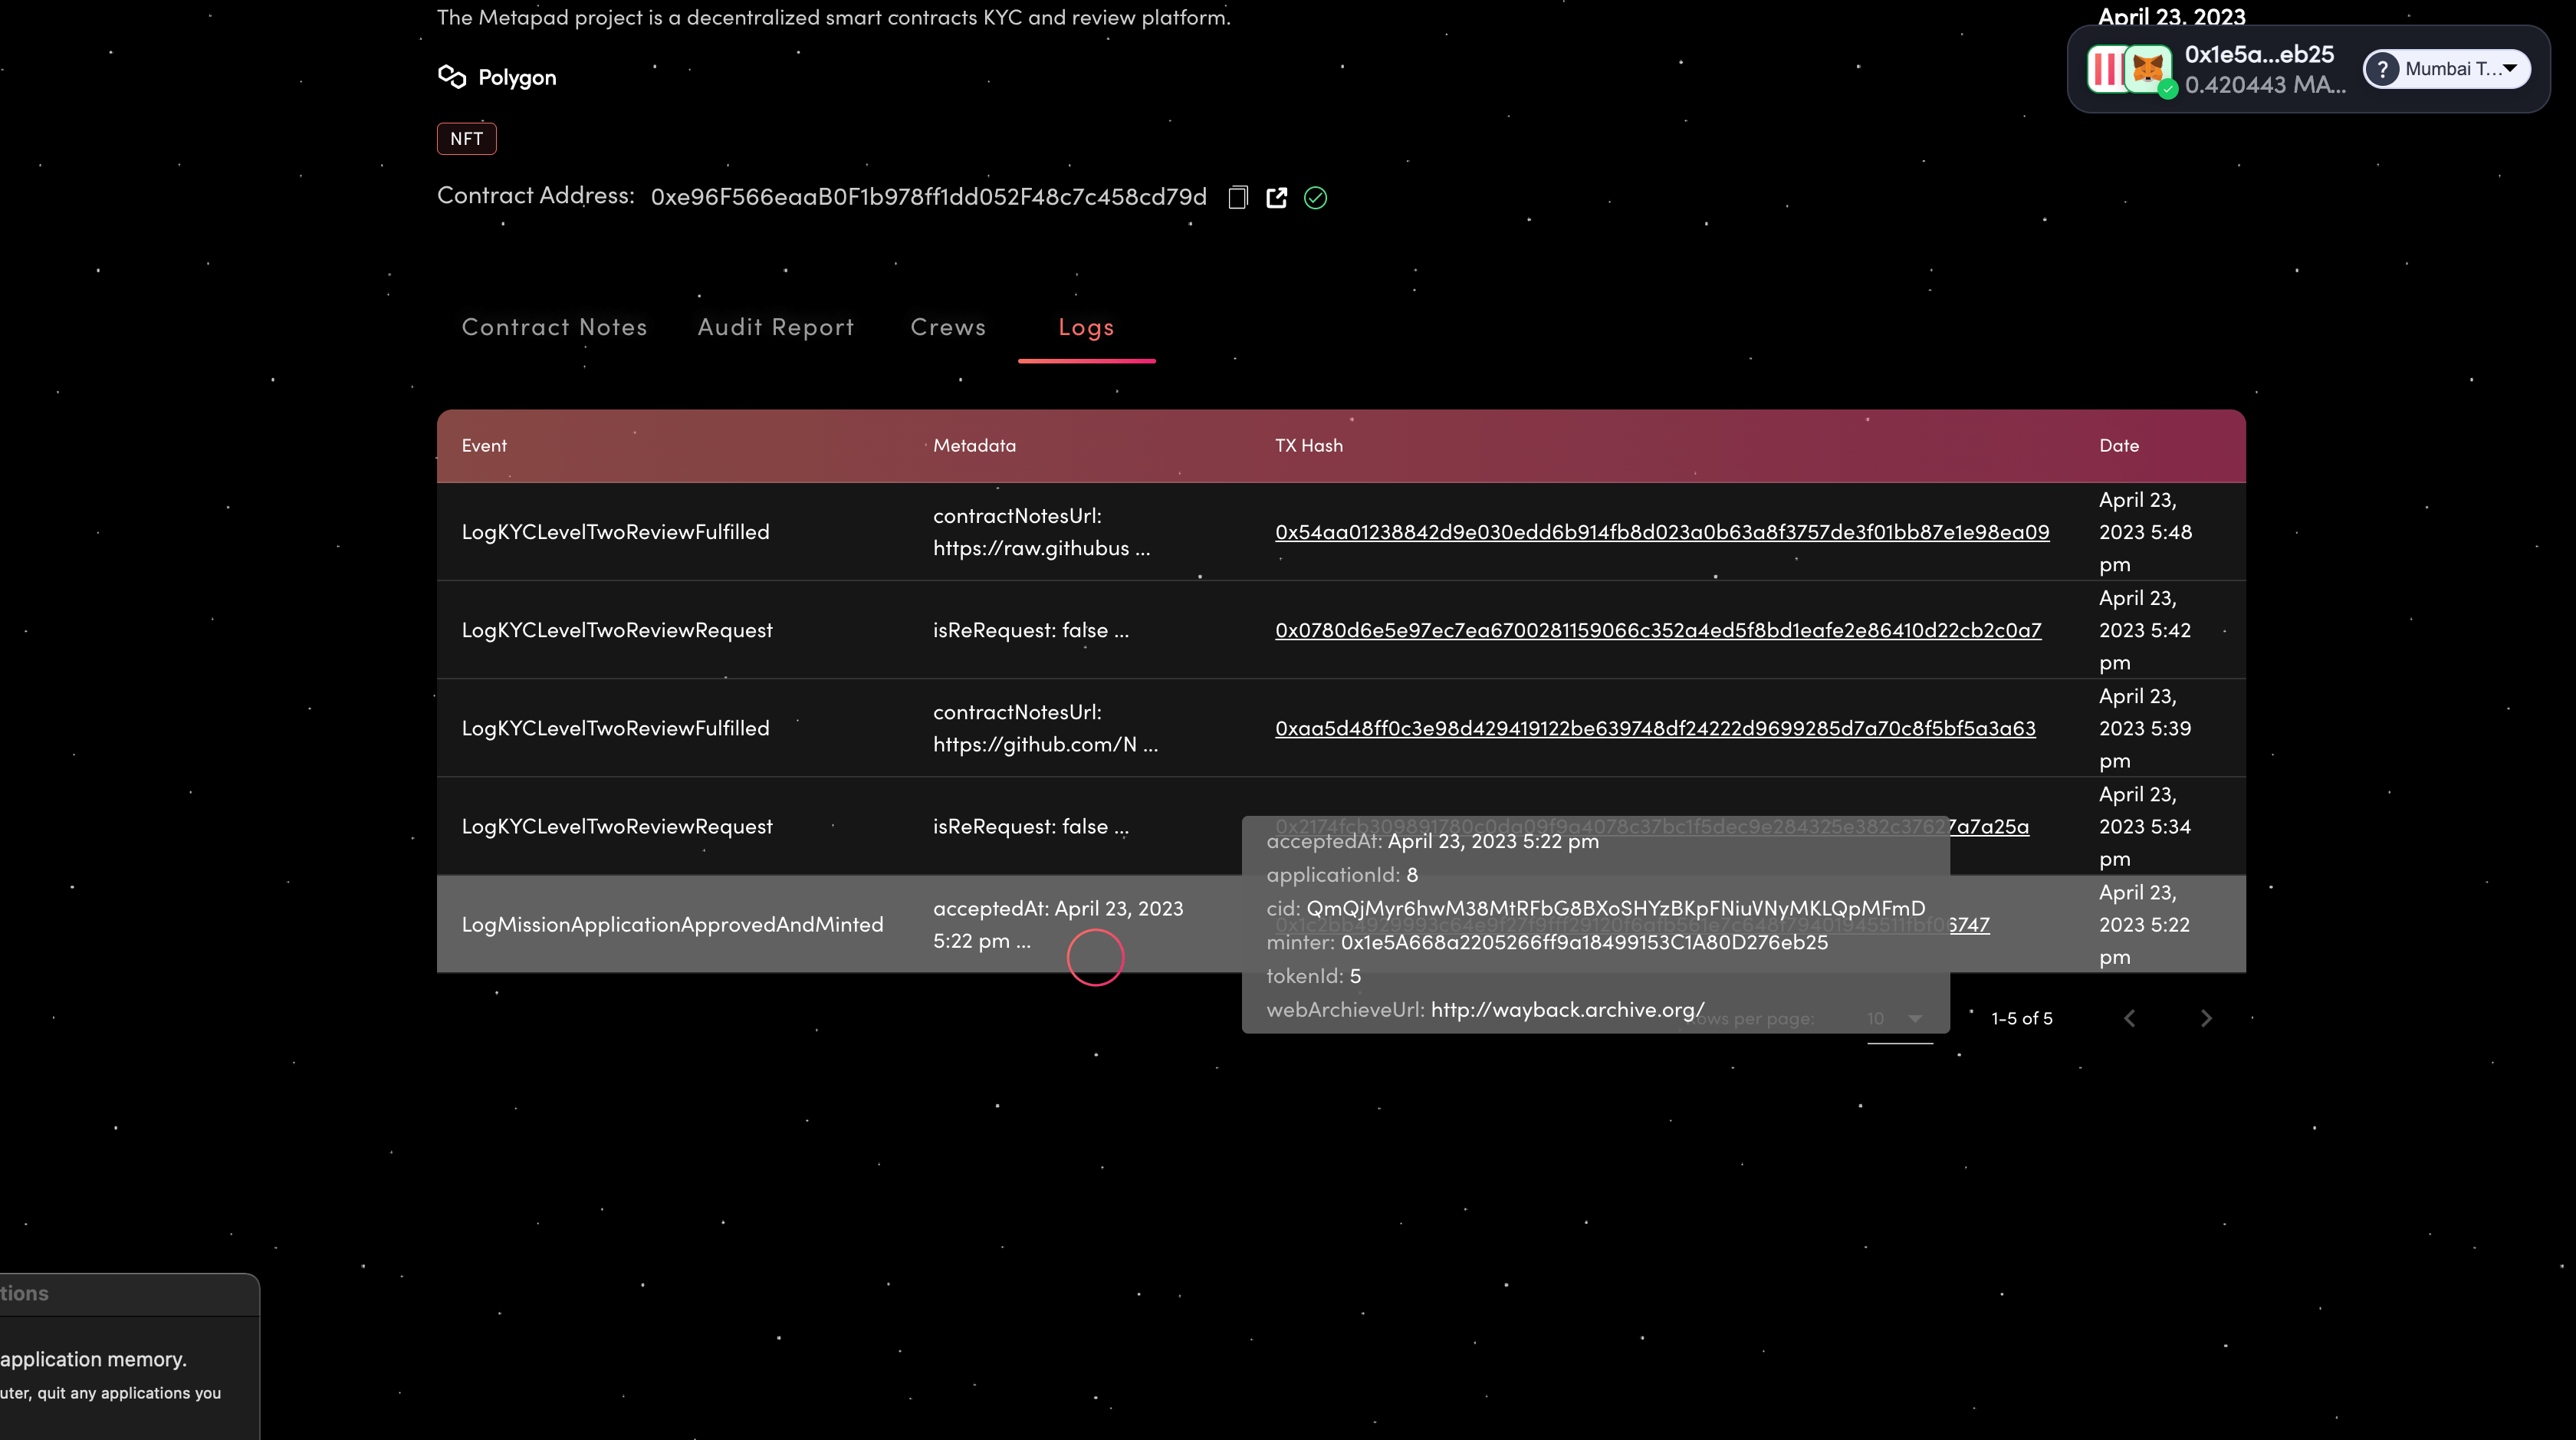 The Metapad project is a decentralized smart contracts KYC and review platform.
April 23, 2023
0x1e5a...eb25
0.420443 MA...
? Mumbai T...
Polygon
NFT
Contract Address: 0xe96F566eaaB0F1b978ff1dd052F48c7c458cd79d
Contract Notes Audit Report Crews Logs
Event Metadata TX Hash Date
LogKYCLevelTwoReviewFulfilled
contractNotesUrl:
https://raw.githubus ...
0x54aa01238842d9e030edd6b914fb8d023a0b63a8f3757de3f01bb87e1e98ea09
April 23,
2023 5:48
pm
LogKYCLevelTwoReviewRequest
isReRequest: false ...
0x0780d6e5e97ec7ea6700281159066c352a4ed5f8bd1eafe2e86410d22cb2c0a7
April 23,
2023 5:42
pm
LogKYCLevelTwoReviewFulfilled
contractNotesUrl:
https://github.com/N ...
0xaa5d48ff0c3e98d429419122be639748df24222d9699285d7a70c8f5bf5a3a63
April 23,
2023 5:39
pm
LogKYCLevelTwoReviewRequest
isReRequest: false ...
April 23,
2023 5:34
pm
LogMissionApplicationApprovedAndMinted
acceptedAt: April 23, 2023
5:22 pm ...
April 23,
2023 5:22
pm
acceptedAt: April 23, 2023 5:22 pm
applicationId: 8
cid: QmQjMyr6hwM38MtRFbG8BXoSHYzBKpFNiuVNyMKLQpMFmD
minter: 0x1e5A668a2205266ff9a18499153C1A80D276eb25
tokenId: 5
webArchieveUrl: http://wayback.archive.org/
rows per page: 10 1-5 of 5
tions
application memory.
uter, quit any applications you